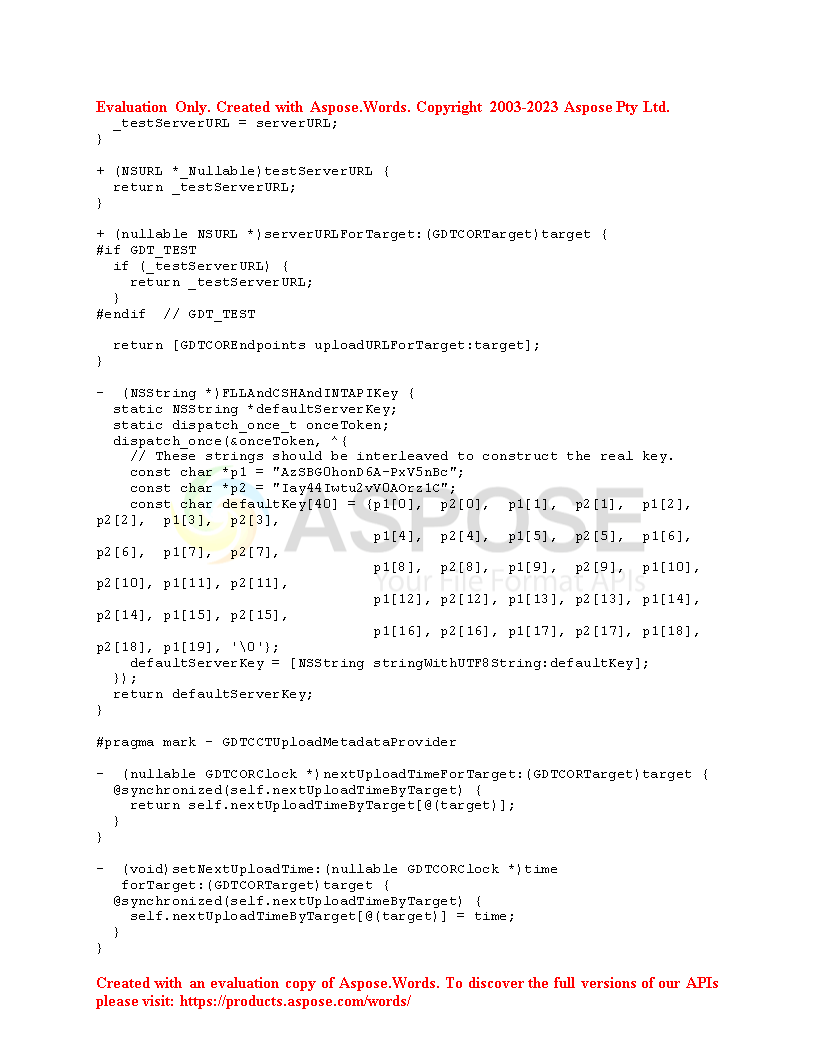 Evaluation Only. Created with Aspose.Words. Copyright 2003-2023 Aspose Pty Ltd.
  _testServerURL = serverURL;
}

+ (NSURL *_Nullable)testServerURL {
  return _testServerURL;
}

+ (nullable NSURL *)serverURLForTarget:(GDTCORTarget)target {
#if GDT_TEST
  if (_testServerURL) {
    return _testServerURL;
  }
#endif  // GDT_TEST

  return [GDTCOREndpoints uploadURLForTarget:target];
}

-  (NSString *)FLLAndCSHAndINTAPIKey {
  static NSString *defaultServerKey;
  static dispatch_once_t onceToken;
  dispatch_once(&onceToken, ^{
    // These strings should be interleaved to construct the real key.
    const char *p1 = "AzSBG0honD6A-PxV5nBc";
    const char *p2 = "Iay44Iwtu2vV0AOrz1C";
    const char defaultKey[40] = {p1[0],  p2[0],  p1[1],  p2[1],  p1[2],
p2[2],  p1[3],  p2[3],
                                 p1[4],  p2[4],  p1[5],  p2[5],  p1[6],
p2[6],  p1[7],  p2[7],
                                 p1[8],  p2[8],  p1[9],  p2[9],  p1[10],
p2[10], p1[11], p2[11],
                                 p1[12], p2[12], p1[13], p2[13], p1[14],
p2[14], p1[15], p2[15],
                                 p1[16], p2[16], p1[17], p2[17], p1[18],
p2[18], p1[19], '\0'};
    defaultServerKey = [NSString stringWithUTF8String:defaultKey];
  });
  return defaultServerKey;
}

#pragma mark - GDTCCTUploadMetadataProvider

-  (nullable GDTCORClock *)nextUploadTimeForTarget:(GDTCORTarget)target {
  @synchronized(self.nextUploadTimeByTarget) {
    return self.nextUploadTimeByTarget[@(target)];
  }
}

-  (void)setNextUploadTime:(nullable GDTCORClock *)time
   forTarget:(GDTCORTarget)target {
  @synchronized(self.nextUploadTimeByTarget) {
    self.nextUploadTimeByTarget[@(target)] = time;
  }
}
ASPOSE
Your File Format APIs
Created with an evaluation copy of Aspose.Words. To discover the full versions of our APIs
please visit: https://products.aspose.com/words/